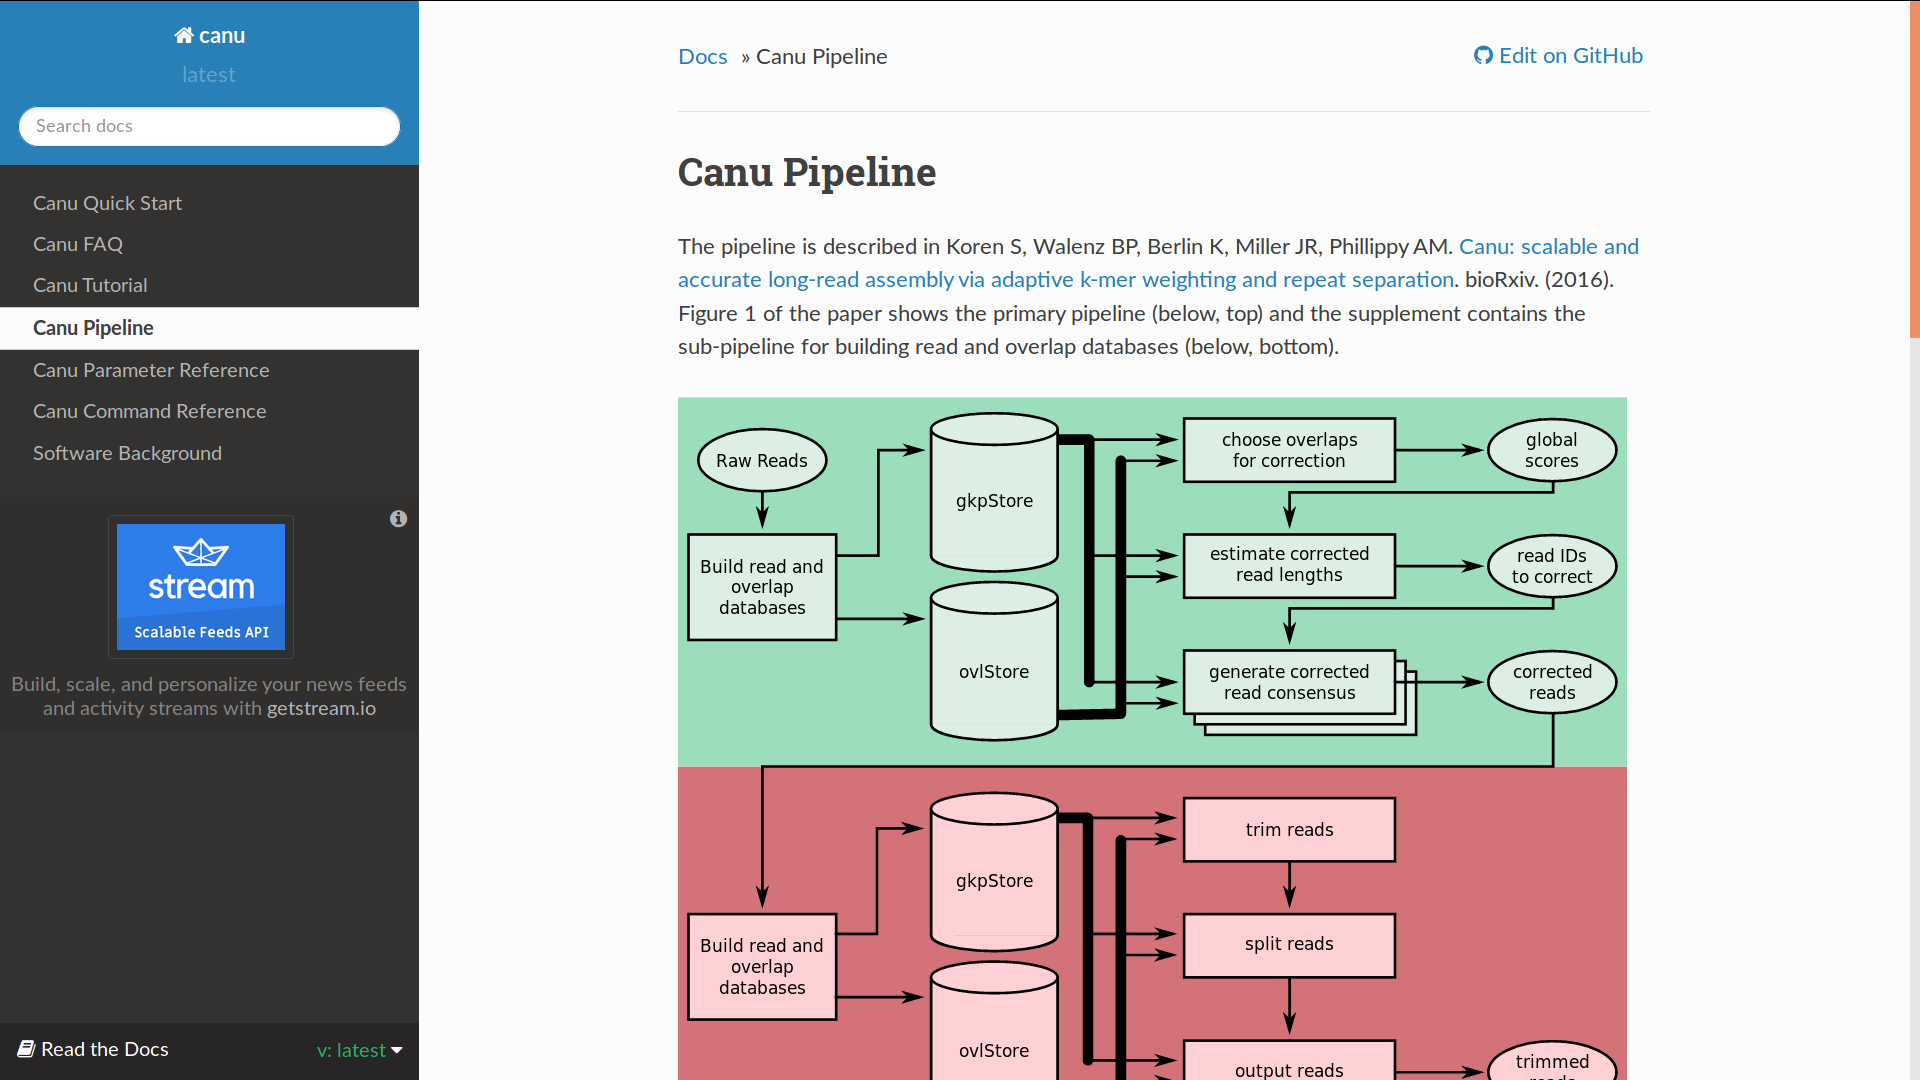 canu
latest
Search docs
Canu Quick Start
Canu FAQ
Canu Tutorial
Canu Pipeline
Canu Parameter Reference
Canu Command Reference
Software Background
stream
Scalable Feeds API
Build, scale, and personalize your news feeds
and activity streams with getstream.io
Read the Docs
v: latest
Docs » Canu Pipeline
Edit on GitHub
Canu Pipeline
The pipeline is described in Koren S, Walenz BP, Berlin K, Miller JR, Phillippy AM. Canu: scalable and
accurate long-read assembly via adaptive k-mer weighting and repeat separation. bioRxiv. (2016).
Figure 1 of the paper shows the primary pipeline (below, top) and the supplement contains the
sub-pipeline for building read and overlap databases (below, bottom).
Raw Reads
Build read and
overlap
databases
gkpStore
ovlStore
choose overlaps
for correction
global
scores
estimate corrected
read lengths
read IDs
to correct
generate corrected
read consensus
corrected
reads
Build read and
overlap
databases
gkpStore
ovlStore
trim reads
split reads
output reads
trimmed